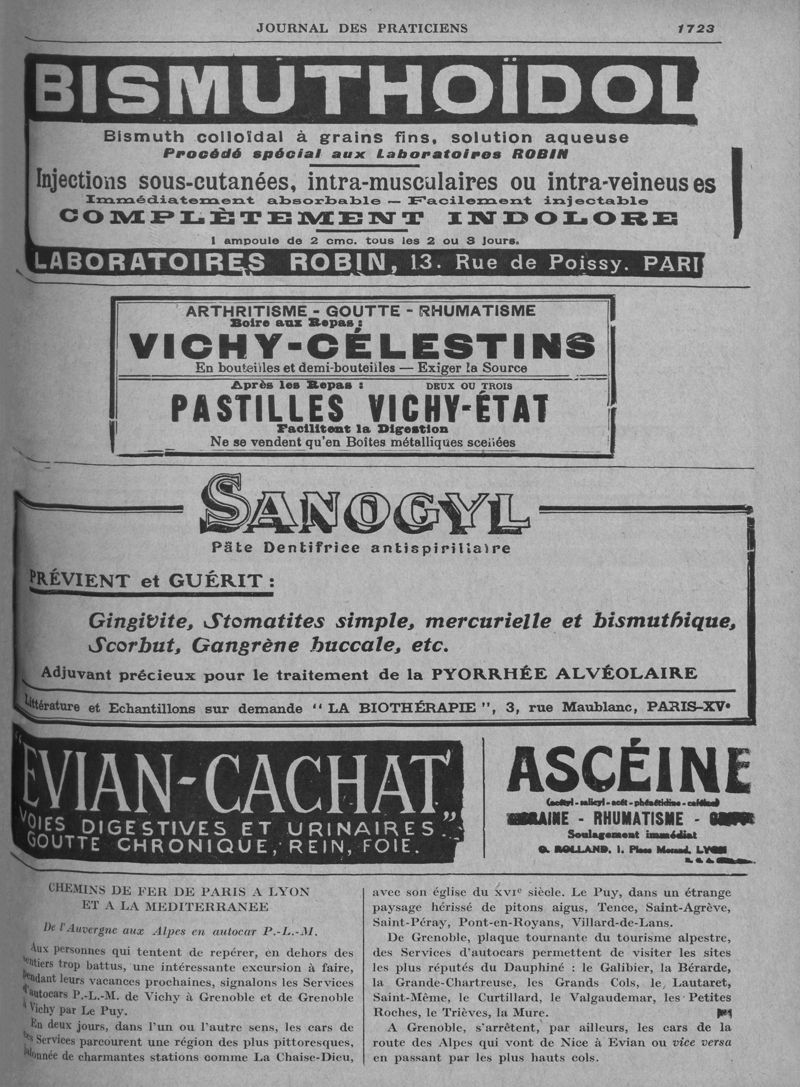 JOURNAL DES PRATICIENS 1723
BISMUTHOÏDOL
Bismuth colloïdal à grains fins, solution aqueuse
Procédé spécial aux Laboratoires ROBIN
Injections sous-cutanées, intra-musculaires ou intra-veineuses
Immédiatement absorbable — Facilement injectable
COMPLÈTEMENT INDOLORE
1 ampoule de 2 cmc. tous les 2 ou 3 jours.
LABORATOIRES ROBIN, 13. Rue de Poissy. PARI
ARTHRITISME - GOUTTE - RHUMATISME
Boire aux Repas :
VICHY-CÉLESTINS
En bouteilles et demi-bouteilles — Exiger la Source
Après les Repas : DEUX OU TROIS
PASTILLES VICHY-ÉTAT
Facilitent la Digestion
Ne se vendent qu'en Boîtes métalliques scellées
SANOGYL
Pâte Dentifrice antispirillaire
PRÉVIENT et GUÉRIT :
Gingivite, Stomatites simple, mercurielle et bismuthique,
Scorbut, Gangrène buccale, etc.
Adjuvant précieux pour le traitement de la PYORRHÉE ALVÉOLAIRE
Littérature et Echantillons sur demande “ LA BIOTHÉRAPIE ”, 3, rue Maublanc, PARIS-XVe
"EVIAN-CACHAT"
VOIES DIGESTIVES ET URINAIRES
GOUTTE CHRONIQUE, REIN, FOIE.
ASCÉINE
(acétyl-salicyl-acét-phénétidine-caféine)
- RHUMATISME -
Soulagement immédiat
O. ROLLAND, 1, Place Morand, LYON
CHEMINS DE FER DE PARIS A LYON
ET A LA MEDITERRANEE
De l'Auvergne aux Alpes en autocar P.-L.-M.
Aux personnes qui tentent de repérer, en dehors des
sentiers trop battus, une intéressante excursion à faire,
pendant leurs vacances prochaines, signalons les Services
d'autocars P.-L.-M. de Vichy à Grenoble et de Grenoble
à Vichy par Le Puy.
En deux jours, dans l'un ou l'autre sens, les cars de
ces Services parcourent une région des plus pittoresques,
jalonnée de charmantes stations comme La Chaise-Dieu,
avec son église du XVIe siècle. Le Puy, dans un étrange
paysage hérissé de pitons aigus, Tence, Saint-Agrève,
Saint-Péray, Pont-en-Royans, Villard-de-Lans.
De Grenoble, plaque tournante du tourisme alpestre,
des Services d'autocars permettent de visiter les sites
les plus réputés du Dauphiné : le Galibier, la Bérarde,
la Grande-Chartreuse, les Grands Cols, le Lautaret,
Saint-Même, le Curtillard, le Valgaudemar, les Petites
Roches, le Trièves, la Mure.
A Grenoble, s'arrêtent, par ailleurs, les cars de la
route des Alpes qui vont de Nice à Evian ou vice versa
en passant par les plus hauts cols.